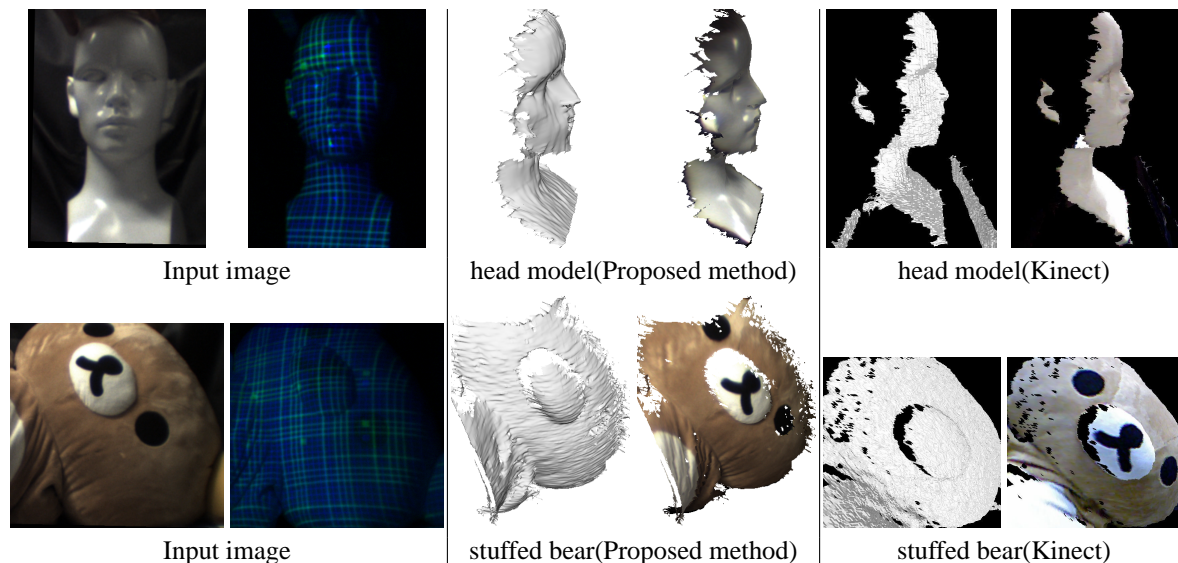 Input image
head model(Proposed method)
head model(Kinect)
Input image
stuffed bear(Proposed method)
stuffed bear(Kinect)